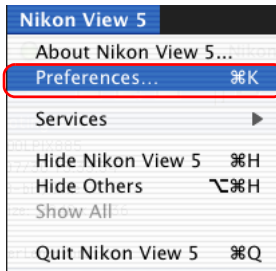 Nikon View 5
About Nikon View 5...
Preferences... ⌘K
Services ▶
Hide Nikon View 5 ⌘H
Hide Others ⌥⌘H
Show All
Quit Nikon View 5 ⌘Q